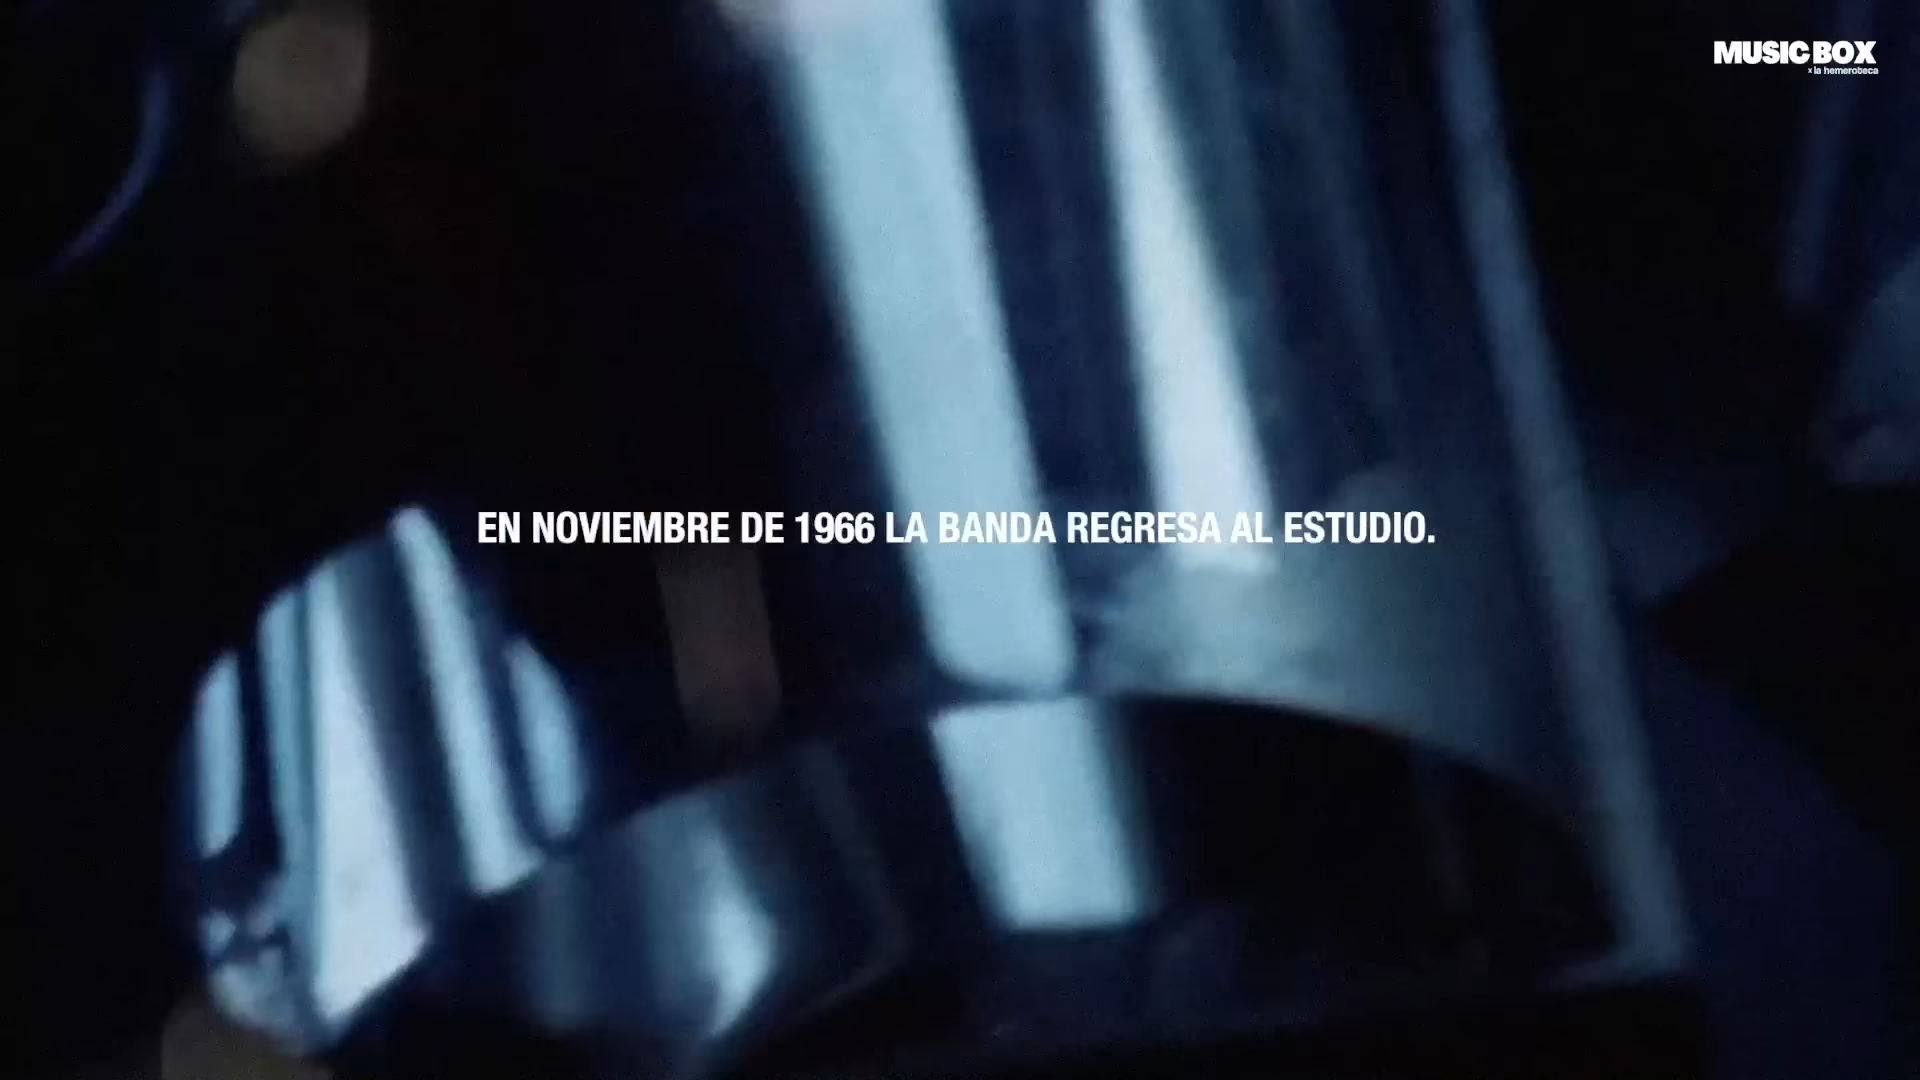 MUSIC BOX
x la hemeroteca
EN NOVIEMBRE DE 1966 LA BANDA REGRESA AL ESTUDIO.